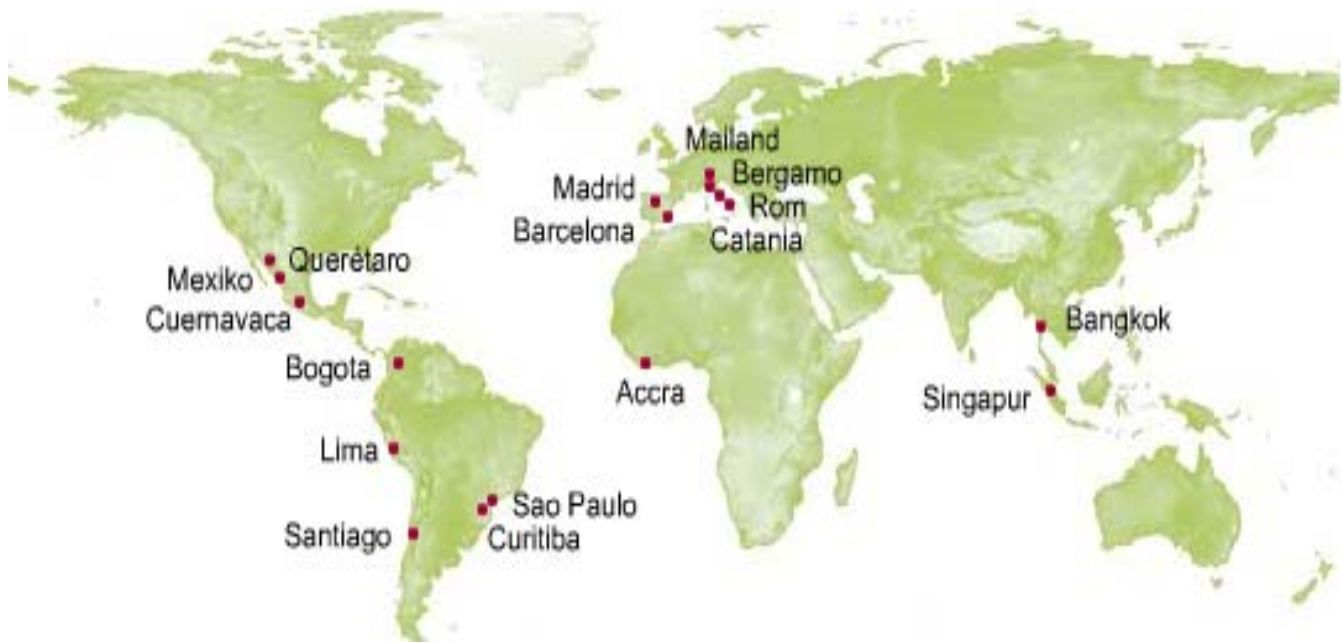 Mailand
Bergamo
Madrid
Rom
Barcelona
Catania
Querétaro
Mexiko
Cuernavaca
Bangkok
Bogota
Accra
Singapur
Lima
Sao Paulo
Santiago
Curitiba